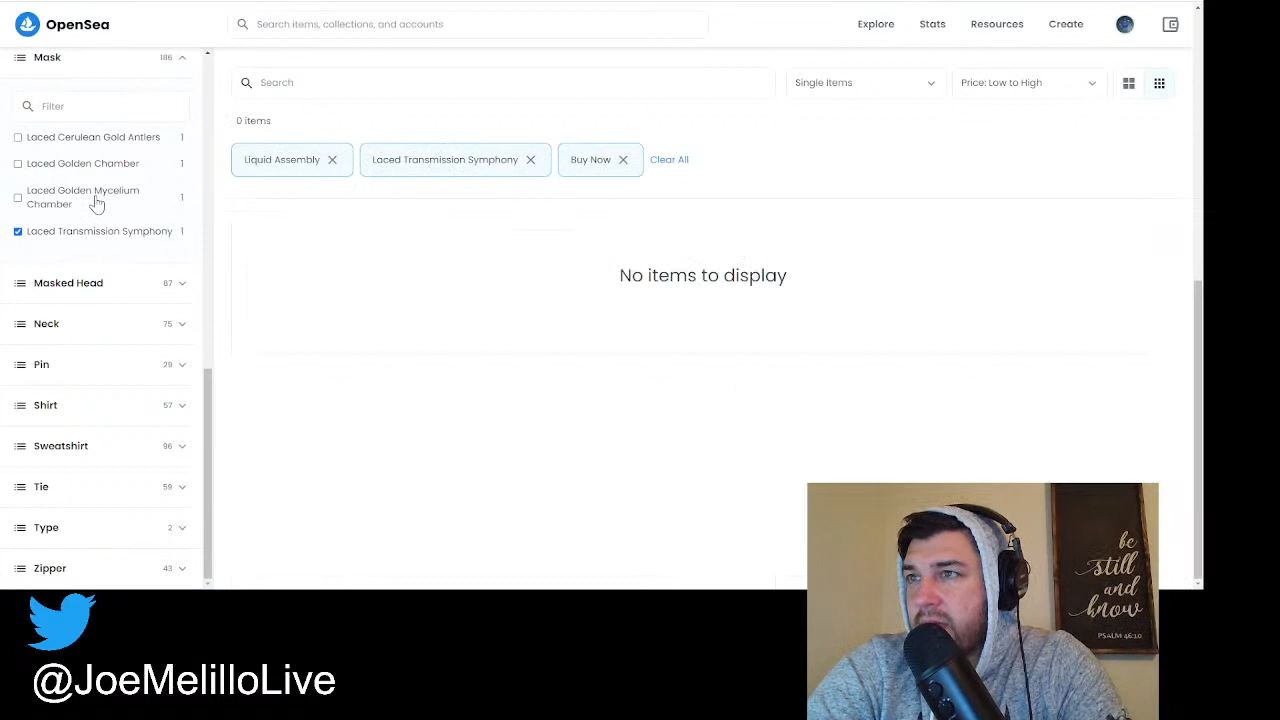 OpenSea
Search items, collections, and accounts
Explore
Stats
Resources
Create
Mask
186
Filter
Laced Cerulean Gold Antlers
1
Laced Golden Chamber
1
Laced Golden Mycelium
Chamber
1
Laced Transmission Symphony
1
Masked Head
87
Neck
75
Pin
29
Shirt
57
Sweatshirt
96
Tie
59
Type
2
Zipper
43
Search
Single Items
Price: Low to High
0 items
Liquid Assembly
Laced Transmission Symphony
Buy Now
Clear All
No items to display
be
still
and
know
PSALM 46:10
@JoeMelilloLive